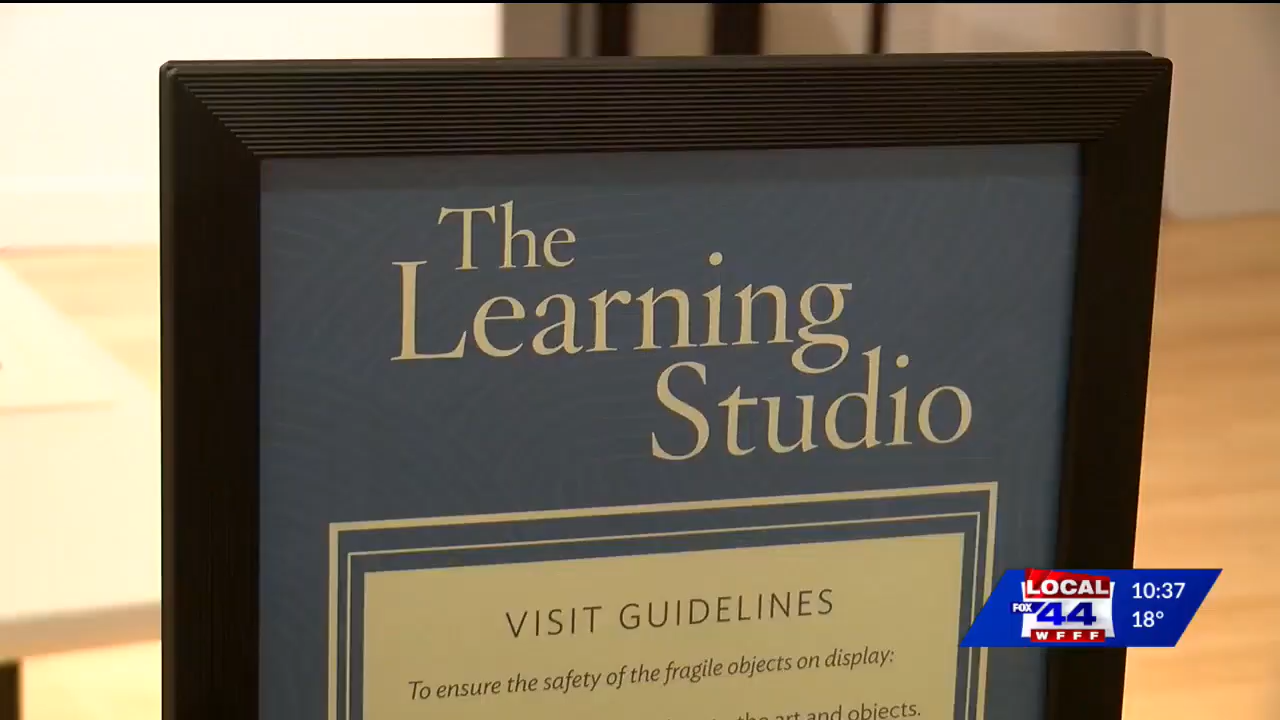 The
Learning
Studio
VISIT GUIDELINES
To ensure the safety of the fragile objects on display:
the art and objects.
LOCAL
FOX 44
WFFF
10:37
18°